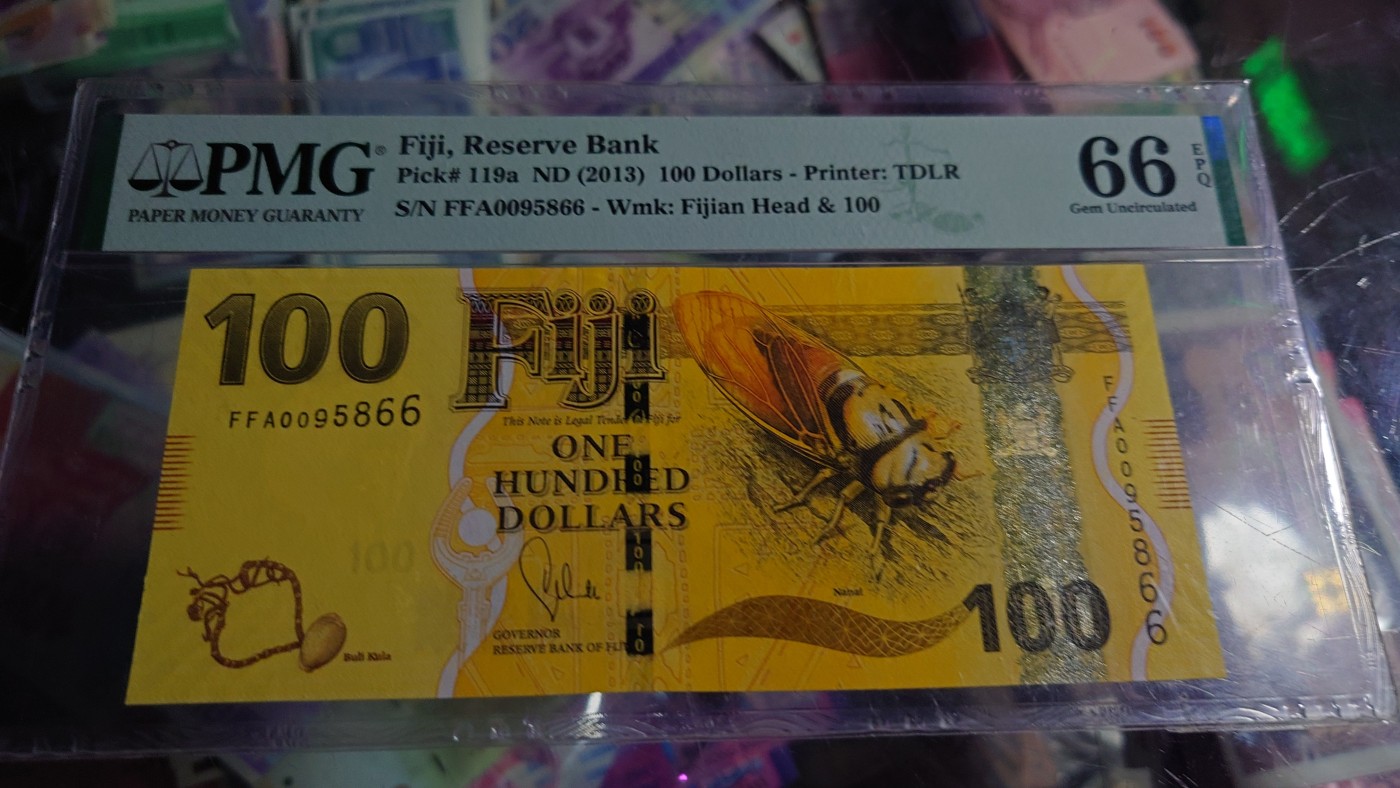 PMG®
PAPER MONEY GUARANTY
Fiji, Reserve Bank
Pick# 119a ND (2013) 100 Dollars - Printer: TDLR
S/N FFA0095866 - Wmk: Fijian Head & 100
66
EPQ
Gem Uncirculated
100
FFA0095866
Fiji
This Note is Legal Tender in Fiji for
ONE
HUNDRED
DOLLARS
GOVERNOR
RESERVE BANK OF FIJI
Buli Kula
100
Nanai
100
FFA0095866